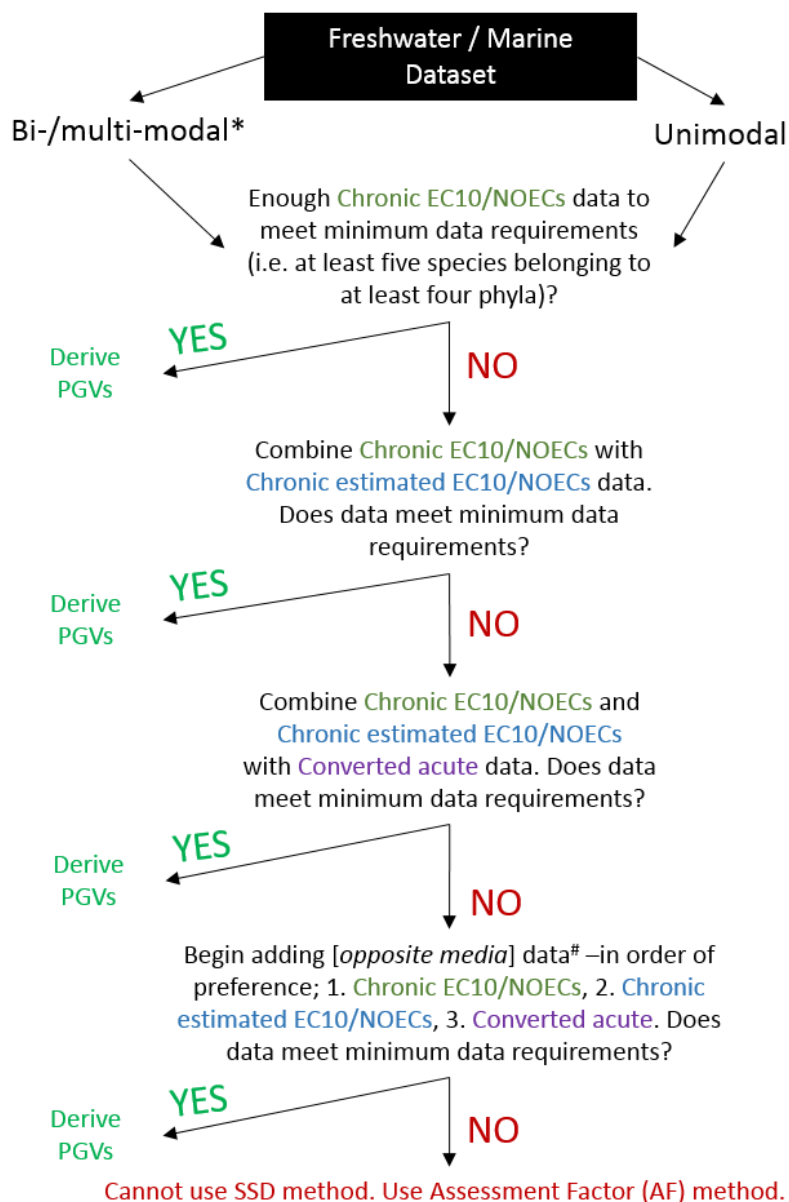 Freshwater / Marine
Dataset
Bi-/multi-modal*
Unimodal
Enough Chronic EC10/NOECs data to
meet minimum data requirements
(i.e. at least five species belonging to
at least four phyla)?
YES
Derive
PGVs
NO
Combine Chronic EC10/NOECs with
Chronic estimated EC10/NOECs data.
Does data meet minimum data
requirements?
YES
Derive
PGVs
NO
Combine Chronic EC10/NOECs and
Chronic estimated EC10/NOECs
with Converted acute data. Does data
meet minimum data requirements?
YES
Derive
PGVs
NO
Begin adding [opposite media] data# –in order of
preference; 1. Chronic EC10/NOECs, 2. Chronic
estimated EC10/NOECs, 3. Converted acute. Does
data meet minimum data requirements?
YES
Derive
PGVs
NO
Cannot use SSD method. Use Assessment Factor (AF) method.